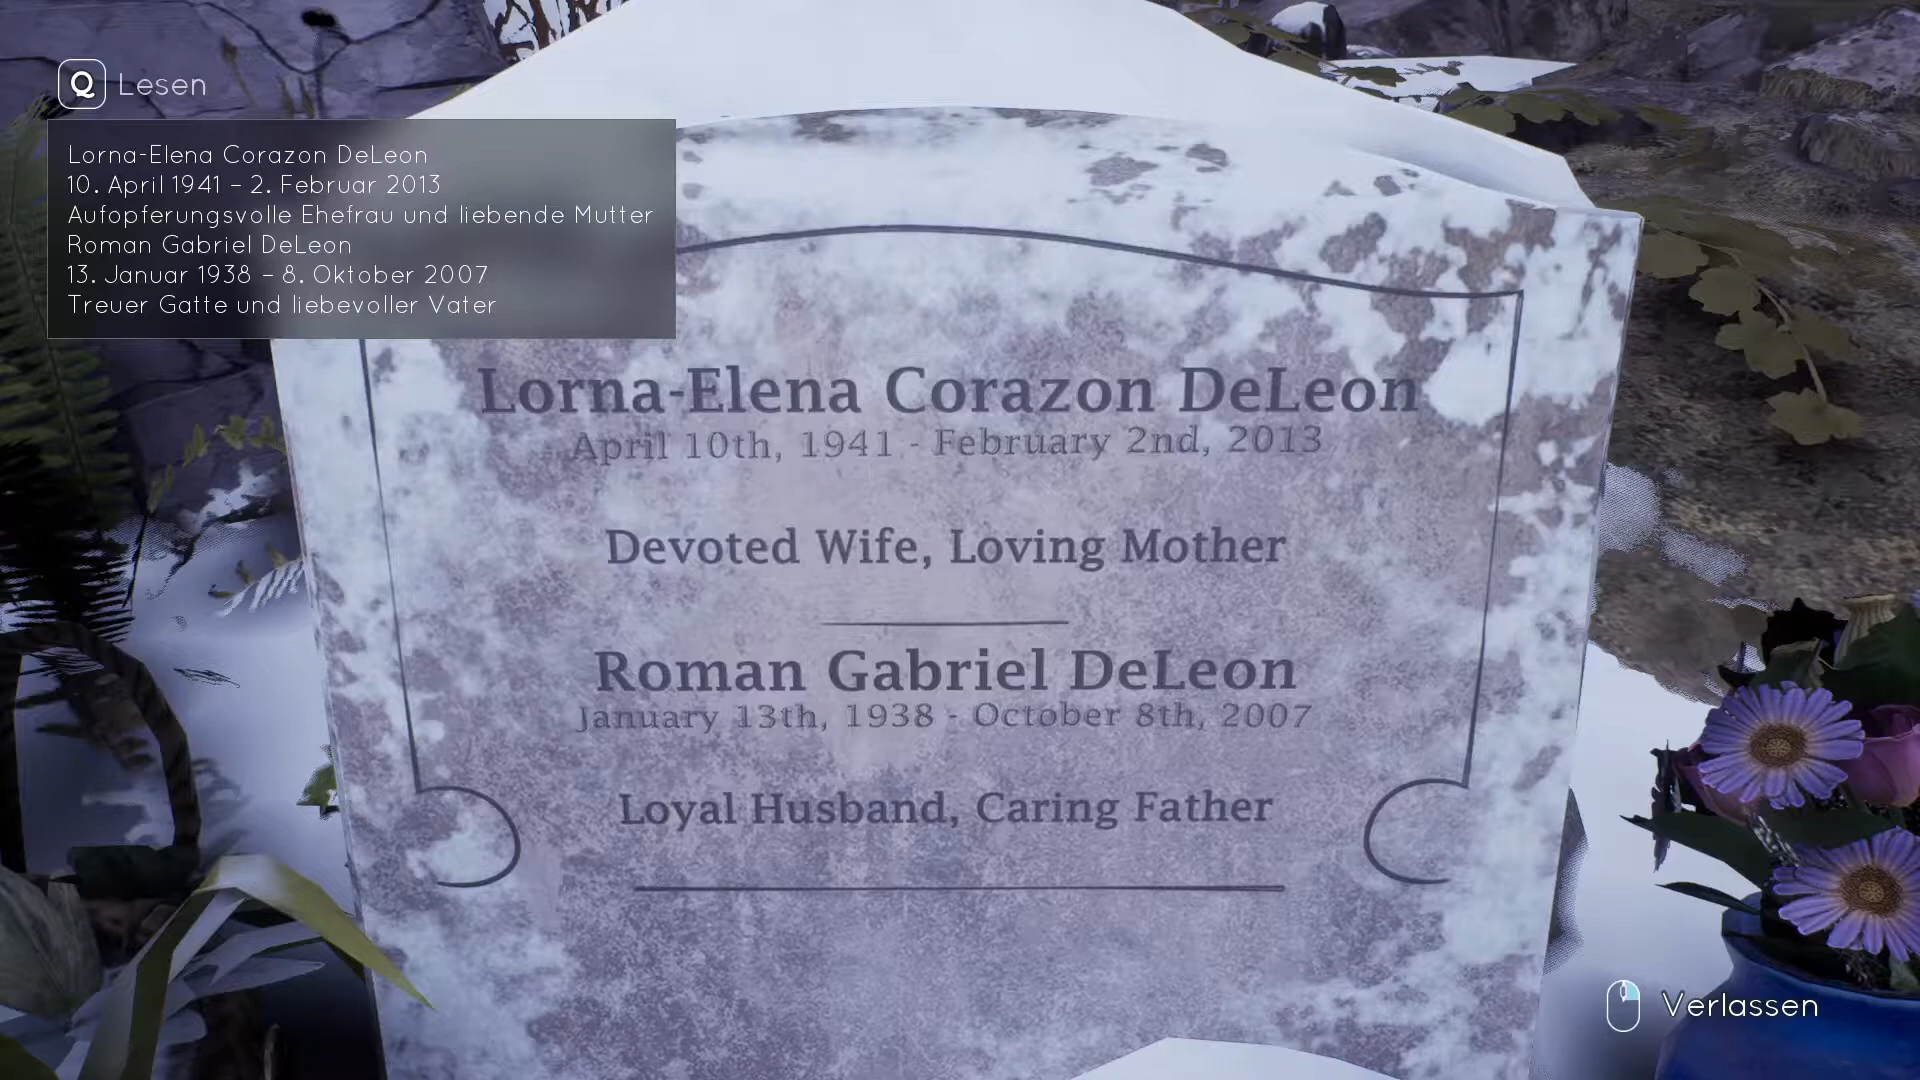 Q Lesen
Lorna-Elena Corazon DeLeon
10. April 1941 – 2. Februar 2013
Aufopferungsvolle Ehefrau und liebende Mutter
Roman Gabriel DeLeon
13. Januar 1938 – 8. Oktober 2007
Treuer Gatte und liebevoller Vater
Lorna-Elena Corazon DeLeon
April 10th, 1941 - February 2nd, 2013
Devoted Wife, Loving Mother
Roman Gabriel DeLeon
January 13th, 1938 - October 8th, 2007
Loyal Husband, Caring Father
Verlassen